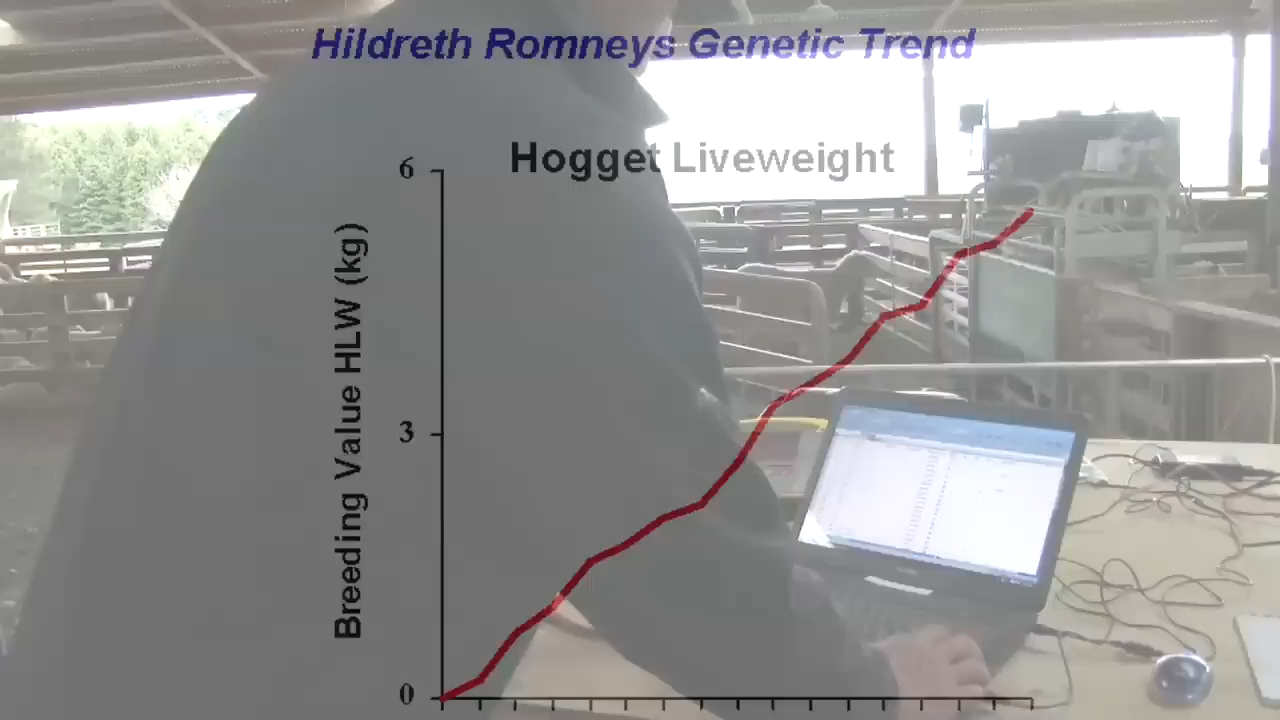 Hildreth Romneys Genetic Trend
Hogget Liveweight
6
Breeding Value HLW (kg)
3
0